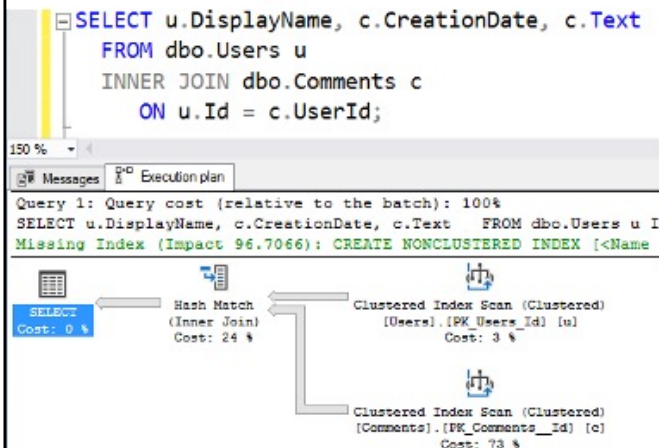 SELECT u.DisplayName, c.CreationDate, c.Text
FROM dbo.Users u
INNER JOIN dbo.Comments c
ON u.Id = c.UserId;
150 %
Messages Execution plan
Query 1: Query cost (relative to the batch): 100%
SELECT u.DisplayName, c.CreationDate, c.Text FROM dbo.Users u I
Missing Index (Impact 96.7066): CREATE NONCLUSTERED INDEX [<Name
SELECT
Cost: 0 %
Hash Match
(Inner Join)
Cost: 24 %
Clustered Index Scan (Clustered)
[Users].[PK_Users_Id] [u]
Cost: 3 %
Clustered Index Scan (Clustered)
[Comments].[PK_Comments__Id] [c]
Cost: 73 %